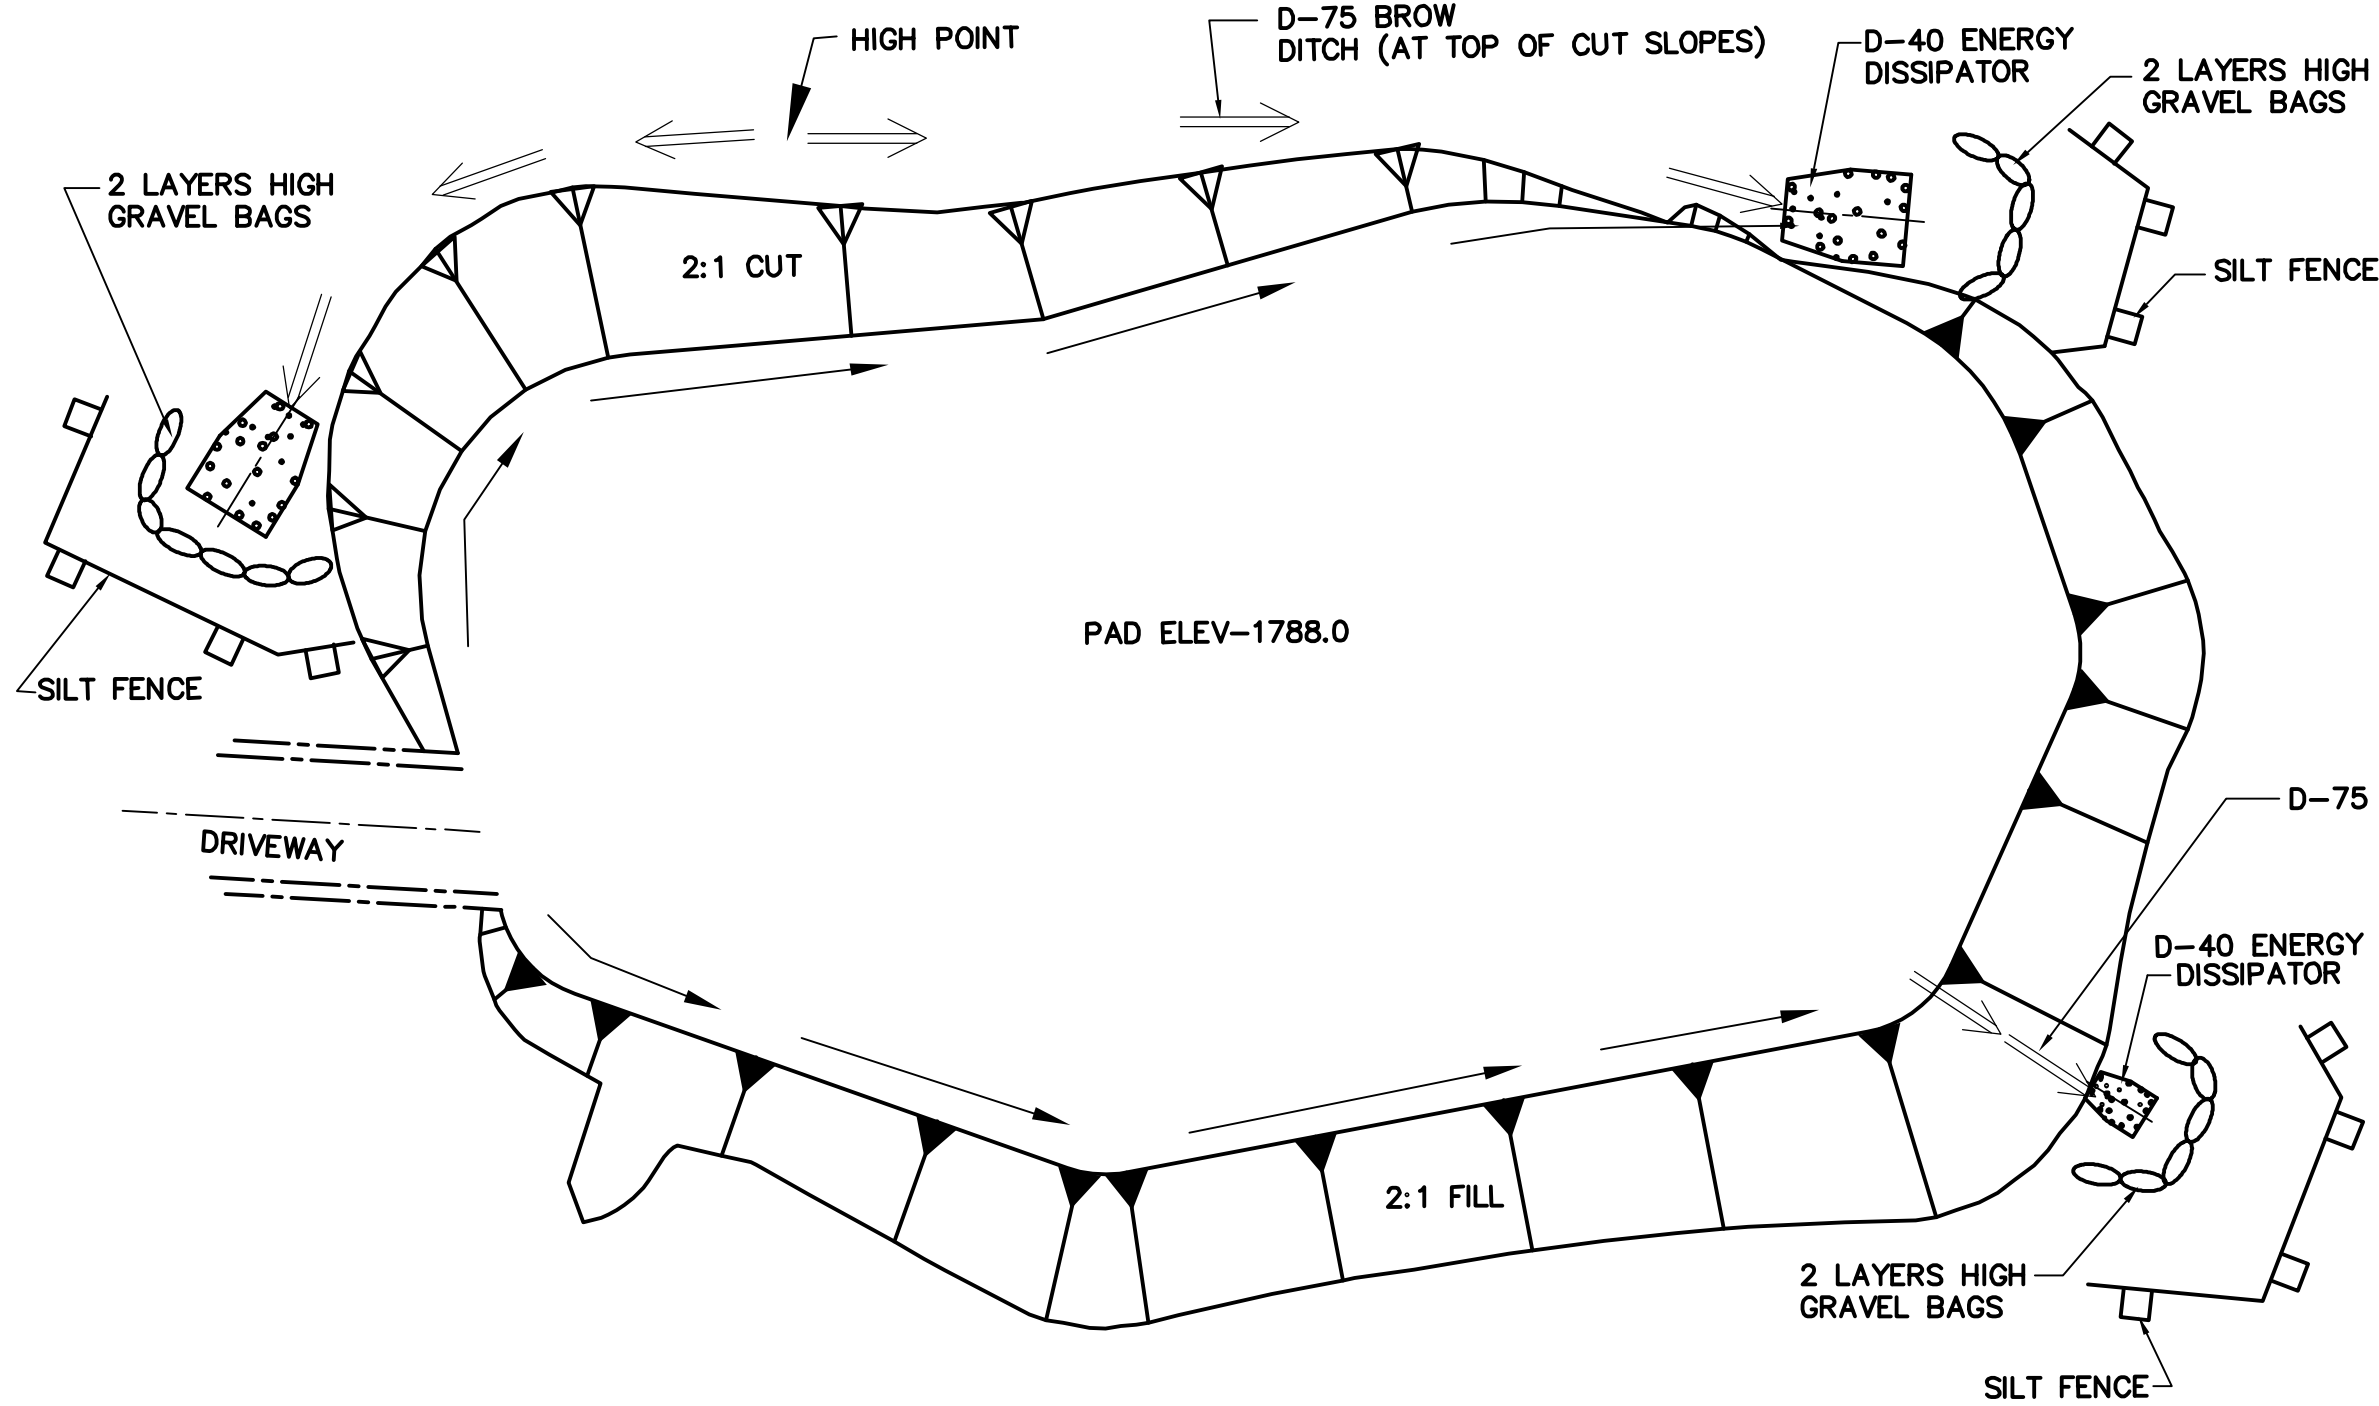 HIGH POINT
D-75 BROW
DITCH (AT TOP OF CUT SLOPES)
D-40 ENERGY
DISSIPATOR
2 LAYERS HIGH
GRAVEL BAGS
2 LAYERS HIGH
GRAVEL BAGS
2:1 CUT
SILT FENCE
PAD ELEV-1788.0
SILT FENCE
D-75
DRIVEWAY
D-40 ENERGY
DISSIPATOR
2:1 FILL
2 LAYERS HIGH
GRAVEL BAGS
SILT FENCE